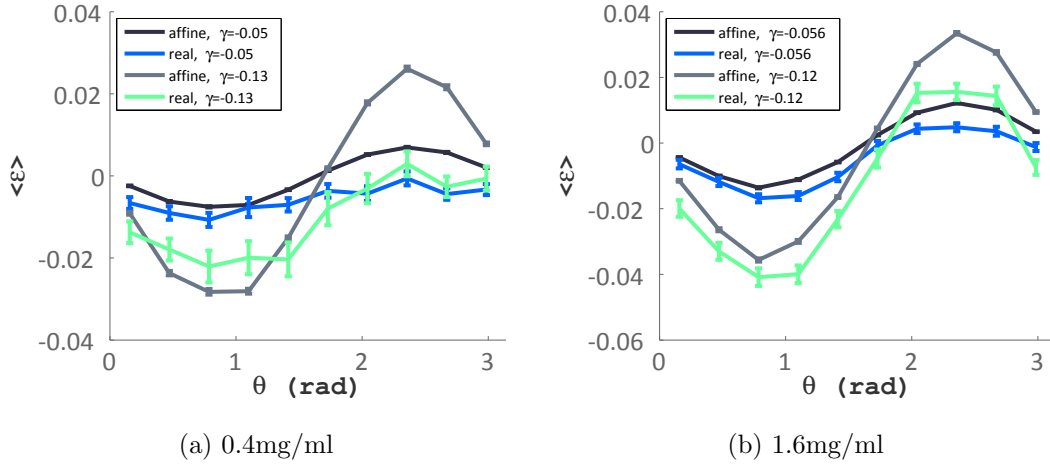 0.04
0.02
0
-0.02
-0.04
<ε>
affine, γ=-0.05
real, γ=-0.05
affine, γ=-0.13
real, γ=-0.13
0 1 2 3
θ (rad)
(a) 0.4mg/ml
0.04
0.02
0
-0.02
-0.04
-0.06
<ε>
affine, γ=-0.056
real, γ=-0.056
affine, γ=-0.12
real, γ=-0.12
0 1 2 3
θ (rad)
(b) 1.6mg/ml